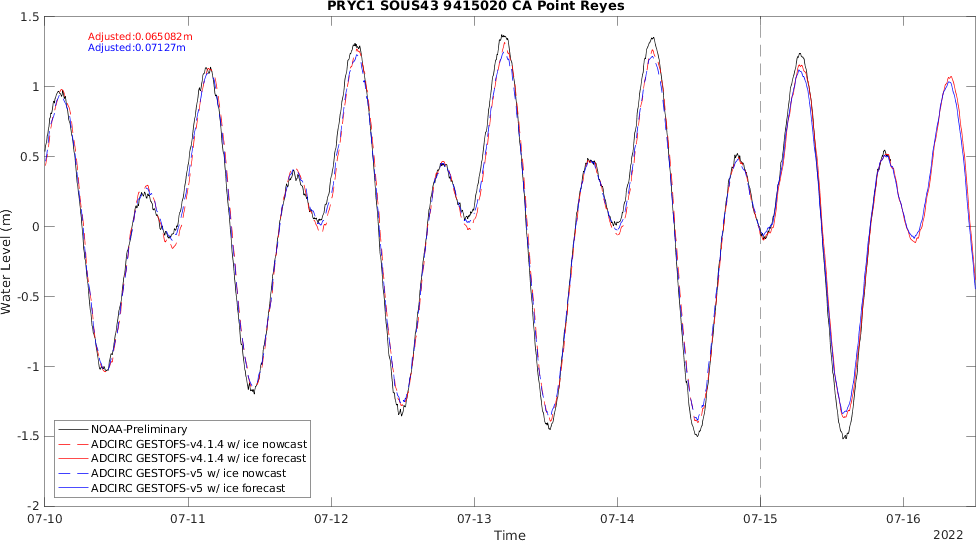 PRYC1 SOUS43 9415020 CA Point Reyes
Adjusted:0.065082m
Adjusted:0.07127m
1.5
1
0.5
0
-0.5
-1
-1.5
-2
Water Level (m)
NOAA-Preliminary
ADCIRC GESTOFS-v4.1.4 w/ ice nowcast
ADCIRC GESTOFS-v4.1.4 w/ ice forecast
ADCIRC GESTOFS-v5 w/ ice nowcast
ADCIRC GESTOFS-v5 w/ ice forecast
07-10 07-11 07-12 07-13 07-14 07-15 07-16
Time
2022